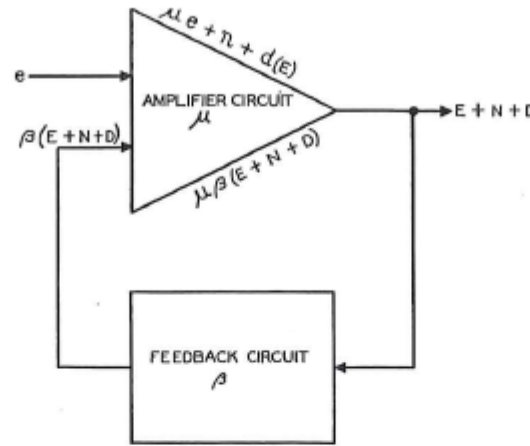 μe + n + d(E)
e
AMPLIFIER CIRCUIT
μ
E + N + D
β(E + N + D)
μβ(E + N + D)
FEEDBACK CIRCUIT
β